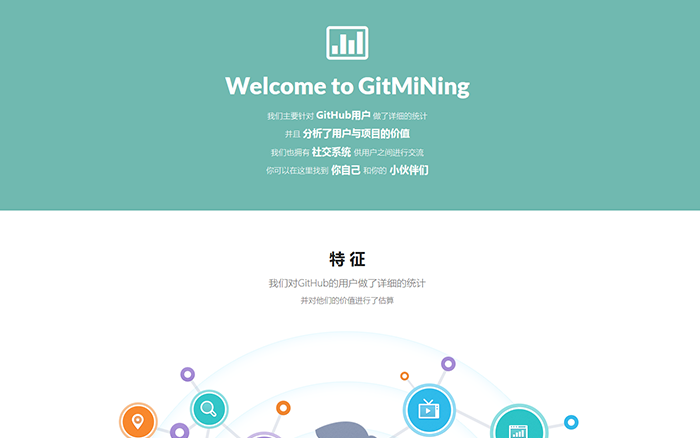 Welcome to GitMiNing
我们主要针对 GitHub用户 做了详细的统计
并且 分析了用户与项目的价值
我们也拥有 社交系统 供用户之间进行交流
你可以在这里找到 你自己 和你的 小伙伴们
特 征
我们对GitHub的用户做了详细的统计
并对他们的价值进行了估算